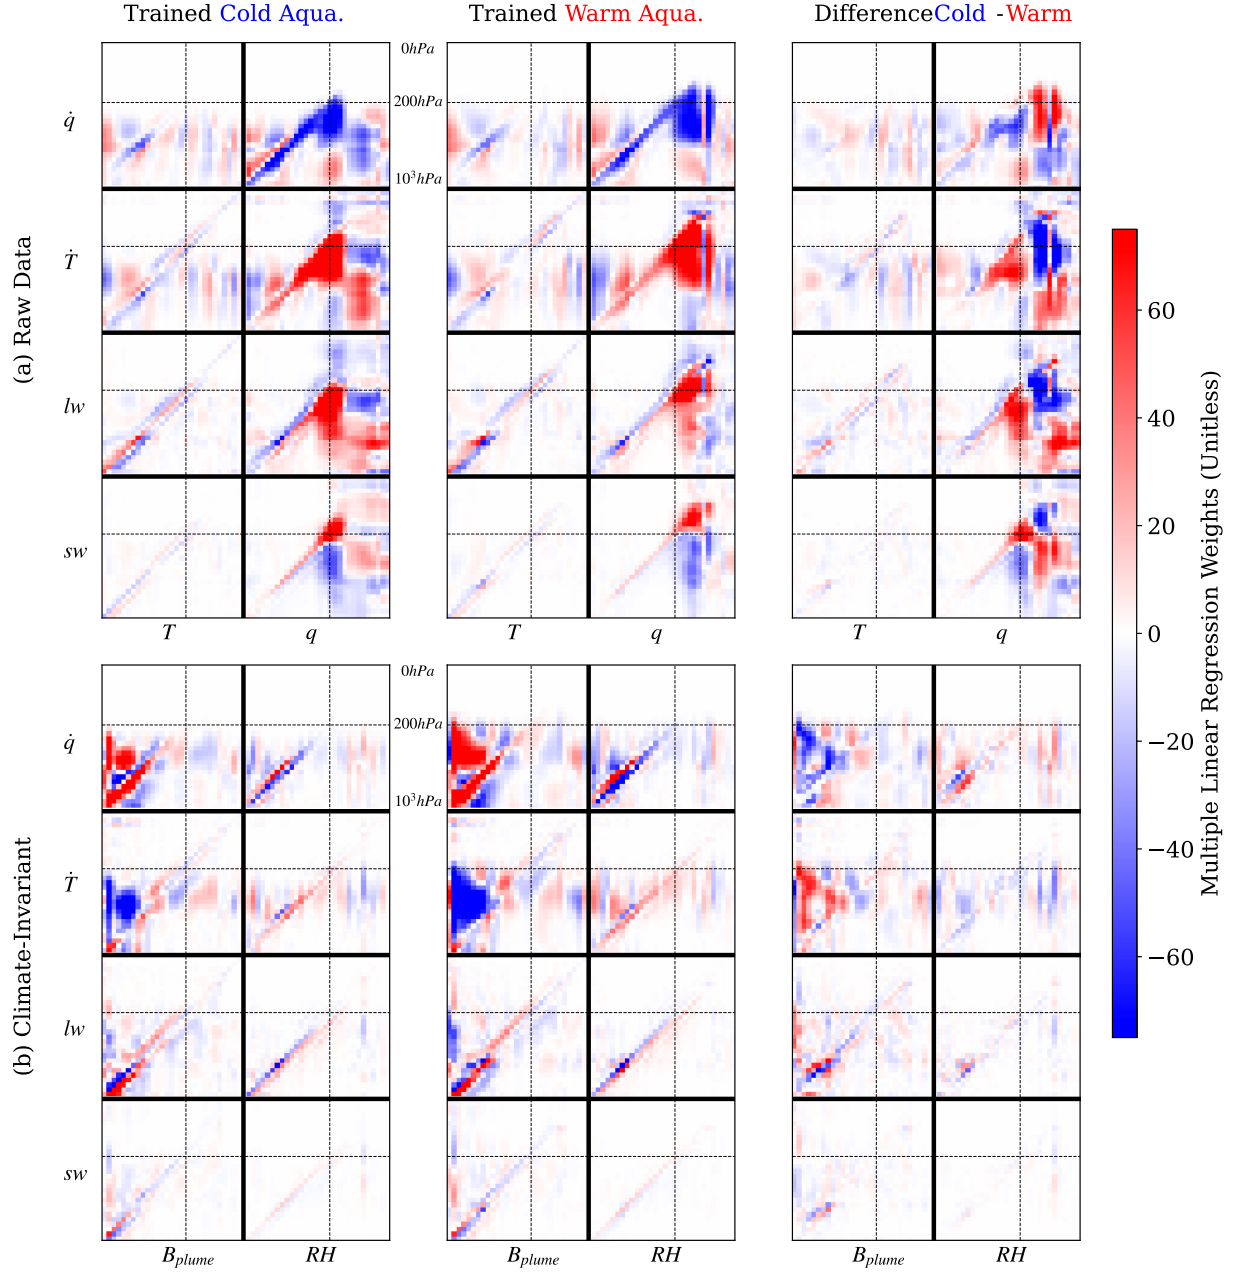 Trained Cold Aqua.
Trained Warm Aqua.
DifferenceCold -Warm
(a) Raw Data
q̇
Ṫ
lw
sw
0hPa
200hPa
10³hPa
T q
T q
T q
(b) Climate-Invariant
q̇
Ṫ
lw
sw
0hPa
200hPa
10³hPa
B_plume RH
B_plume RH
B_plume RH
60
40
20
0
−20
−40
−60
Multiple Linear Regression Weights (Unitless)